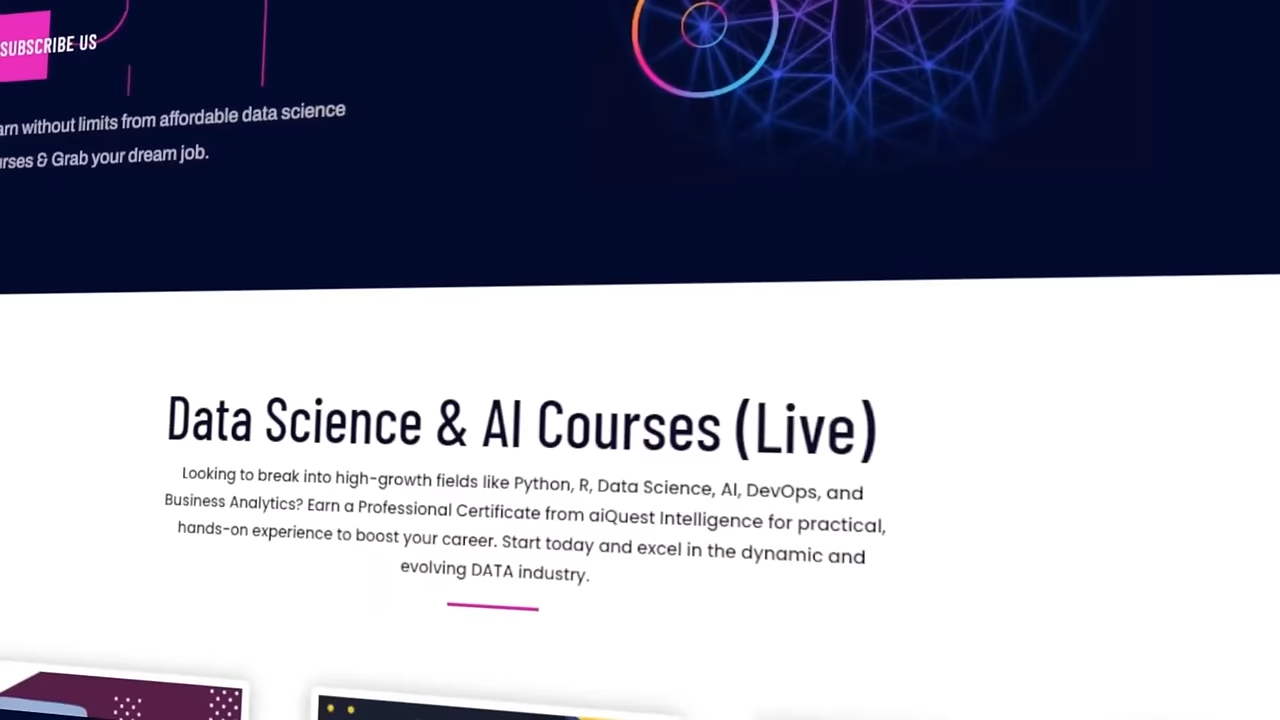 SUBSCRIBE US
without limits from affordable data science
& Grab your dream job.
Data Science & AI Courses (Live)
Looking to break into high-growth fields like Python, R, Data Science, AI, DevOps, and
Business Analytics? Earn a Professional Certificate from aiQuest Intelligence for practical,
hands-on experience to boost your career. Start today and excel in the dynamic and
evolving DATA industry.